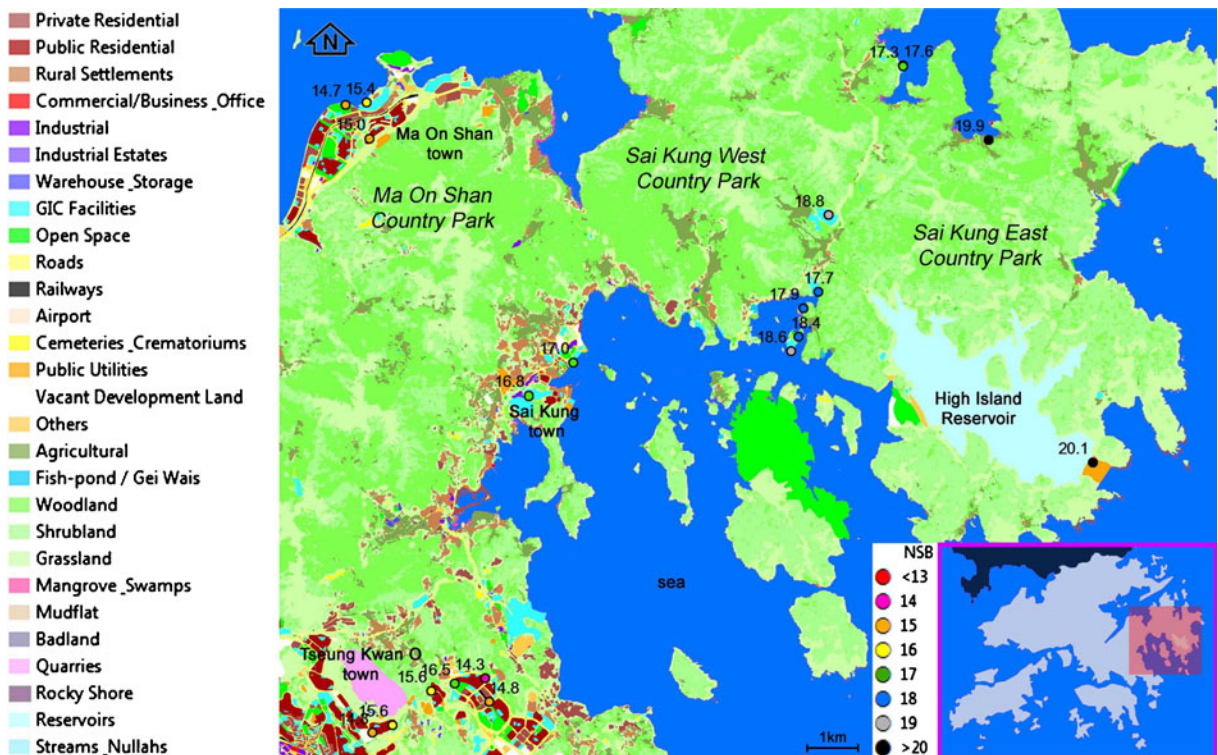 Private Residential
Public Residential
Rural Settlements
Commercial/Business_Office
Industrial
Industrial Estates
Warehouse_Storage
GIC Facilities
Open Space
Roads
Railways
Airport
Cemeteries_Crematoriums
Public Utilities
Vacant Development Land
Others
Agricultural
Fish-pond / Gei Wais
Woodland
Shrubland
Grassland
Mangrove_Swamps
Mudflat
Badland
Quarries
Rocky Shore
Reservoirs
Streams_Nullahs
N
17.3 17.6
14.7 15.4
15.0
Ma On Shan
town
19.9
Sai Kung West
Country Park
Ma On Shan
Country Park
18.8
Sai Kung East
Country Park
17.7
17.9
18.4
18.6
17.0
16.8
Sai Kung
town
High Island
Reservoir
20.1
sea
Tseung Kwan O
town
16.5 14.3
15.6
14.8
15.6
1km
NSB
<13
14
15
16
17
18
19
>20